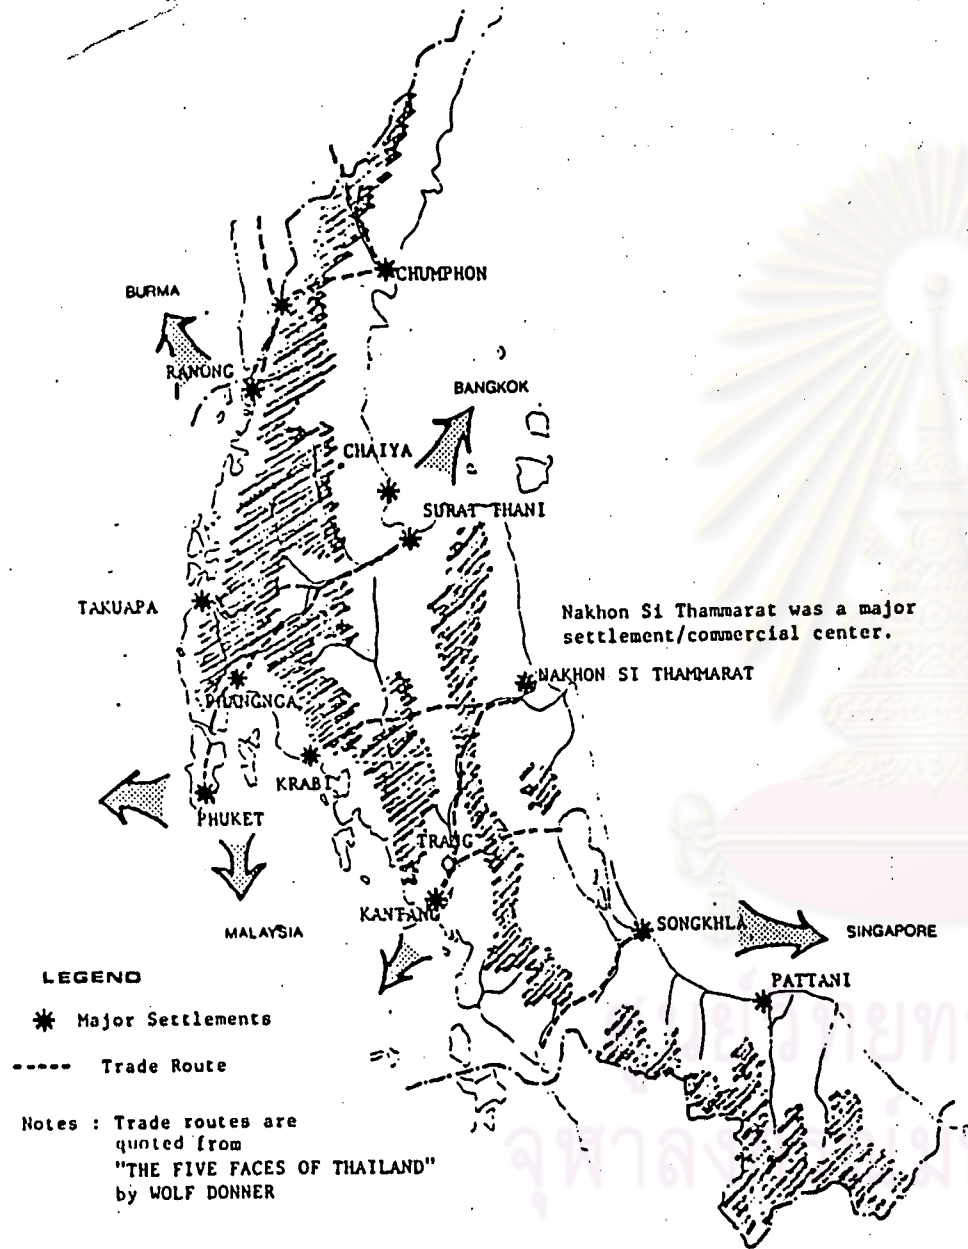 CHUMPHON
BURMA
RANONG
BANGKOK
CHAIYA
SURAT THANI
TAKUAPA
Nakhon Si Thammarat was a major
settlement/commercial center.
NAKHON SI THAMMARAT
PHANGNGA
KRABI
PHUKET
TRANG
KANTANG
MALAYSIA
SONGKHLA
SINGAPORE
PATTANI
LEGEND
Major Settlements
Trade Route
Notes : Trade routes are
quoted from
"THE FIVE FACES OF THAILAND"
by WOLF DONNER